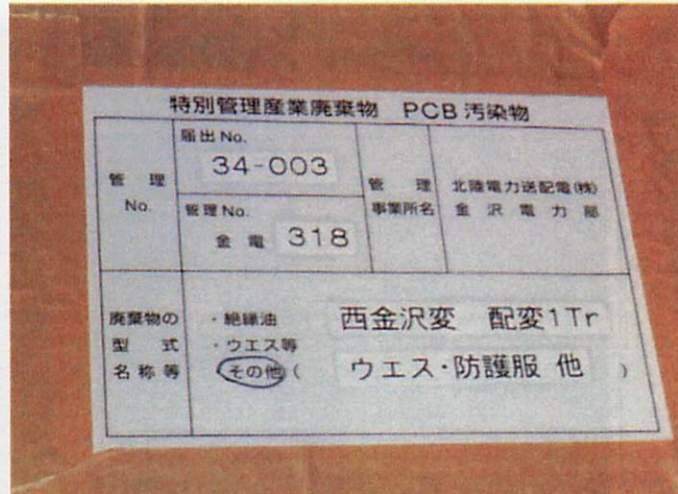 特別管理産業廃棄物 PCB汚染物
管理
No.
届出 No.
34-003
管理 No.
金電 318
管理
事業所名
北陸電力送配電(株)
金沢電力部
廃棄物の
型式
名称等
・絶縁油
・ウエス等
・その他(
西金沢変 配変1Tr
ウエス・防護服 他 )